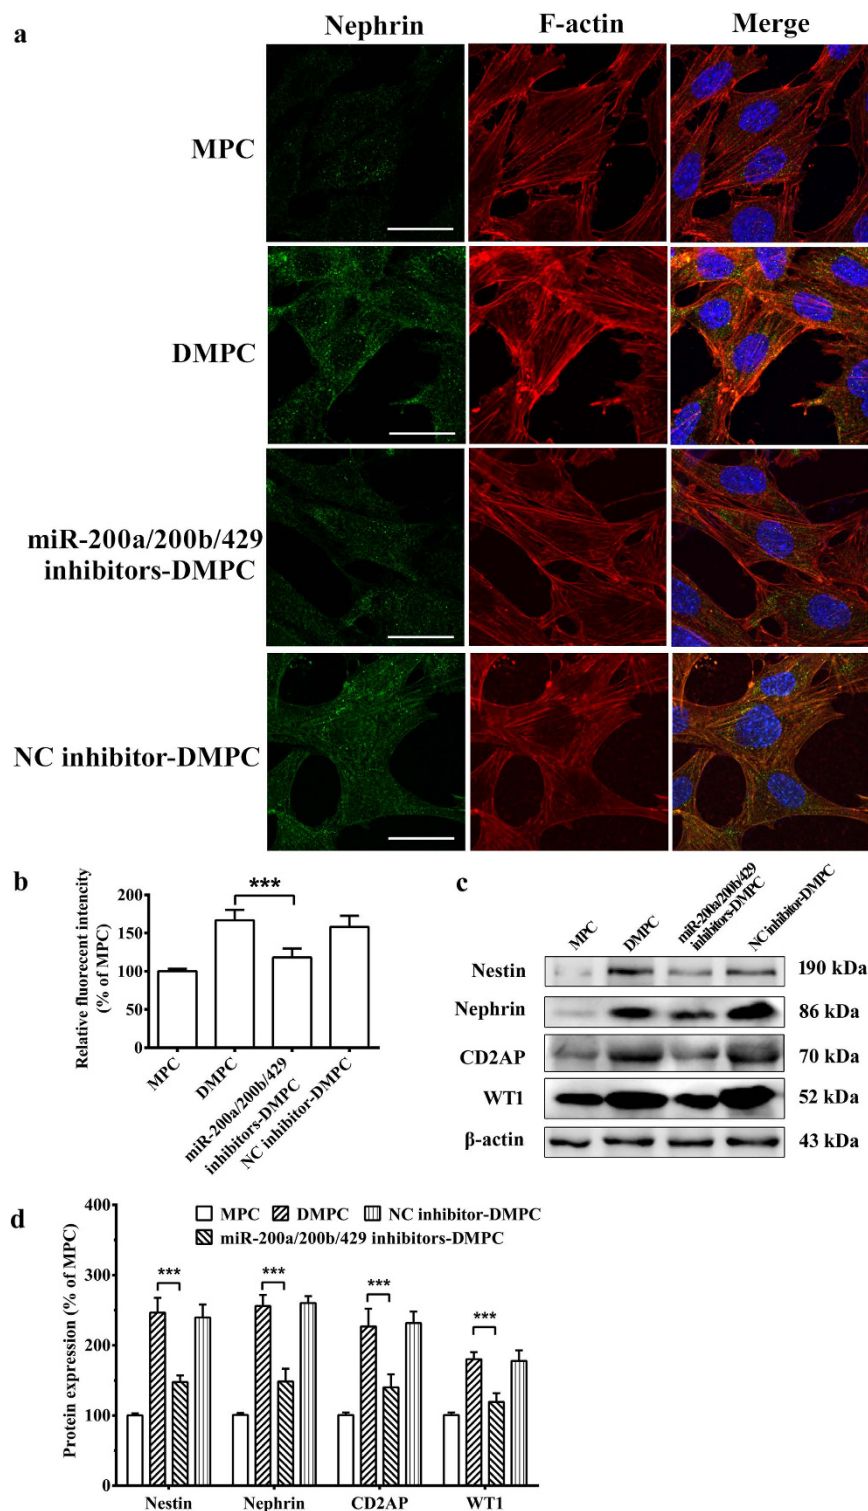 a
Nephrin
F-actin
Merge
MPC
DMPC
miR-200a/200b/429
inhibitors-DMPC
NC inhibitor-DMPC
b
Relative fluorecent intencity
(% of MPC)
200
150
100
50
0
***
MPC
DMPC
miR-200a/200b/429
inhibitors-DMPC
NC inhibitor-DMPC
c
MPC
DMPC
miR-200a/200b/429
inhibitors-DMPC
NC inhibitor-DMPC
Nestin 190 kDa
Nephrin 86 kDa
CD2AP 70 kDa
WT1 52 kDa
β-actin 43 kDa
d
Protein expression (% of MPC)
400
300
200
100
0
MPC DMPC NC inhibitor-DMPC
miR-200a/200b/429 inhibitors-DMPC
*** *** *** ***
Nestin Nephrin CD2AP WT1